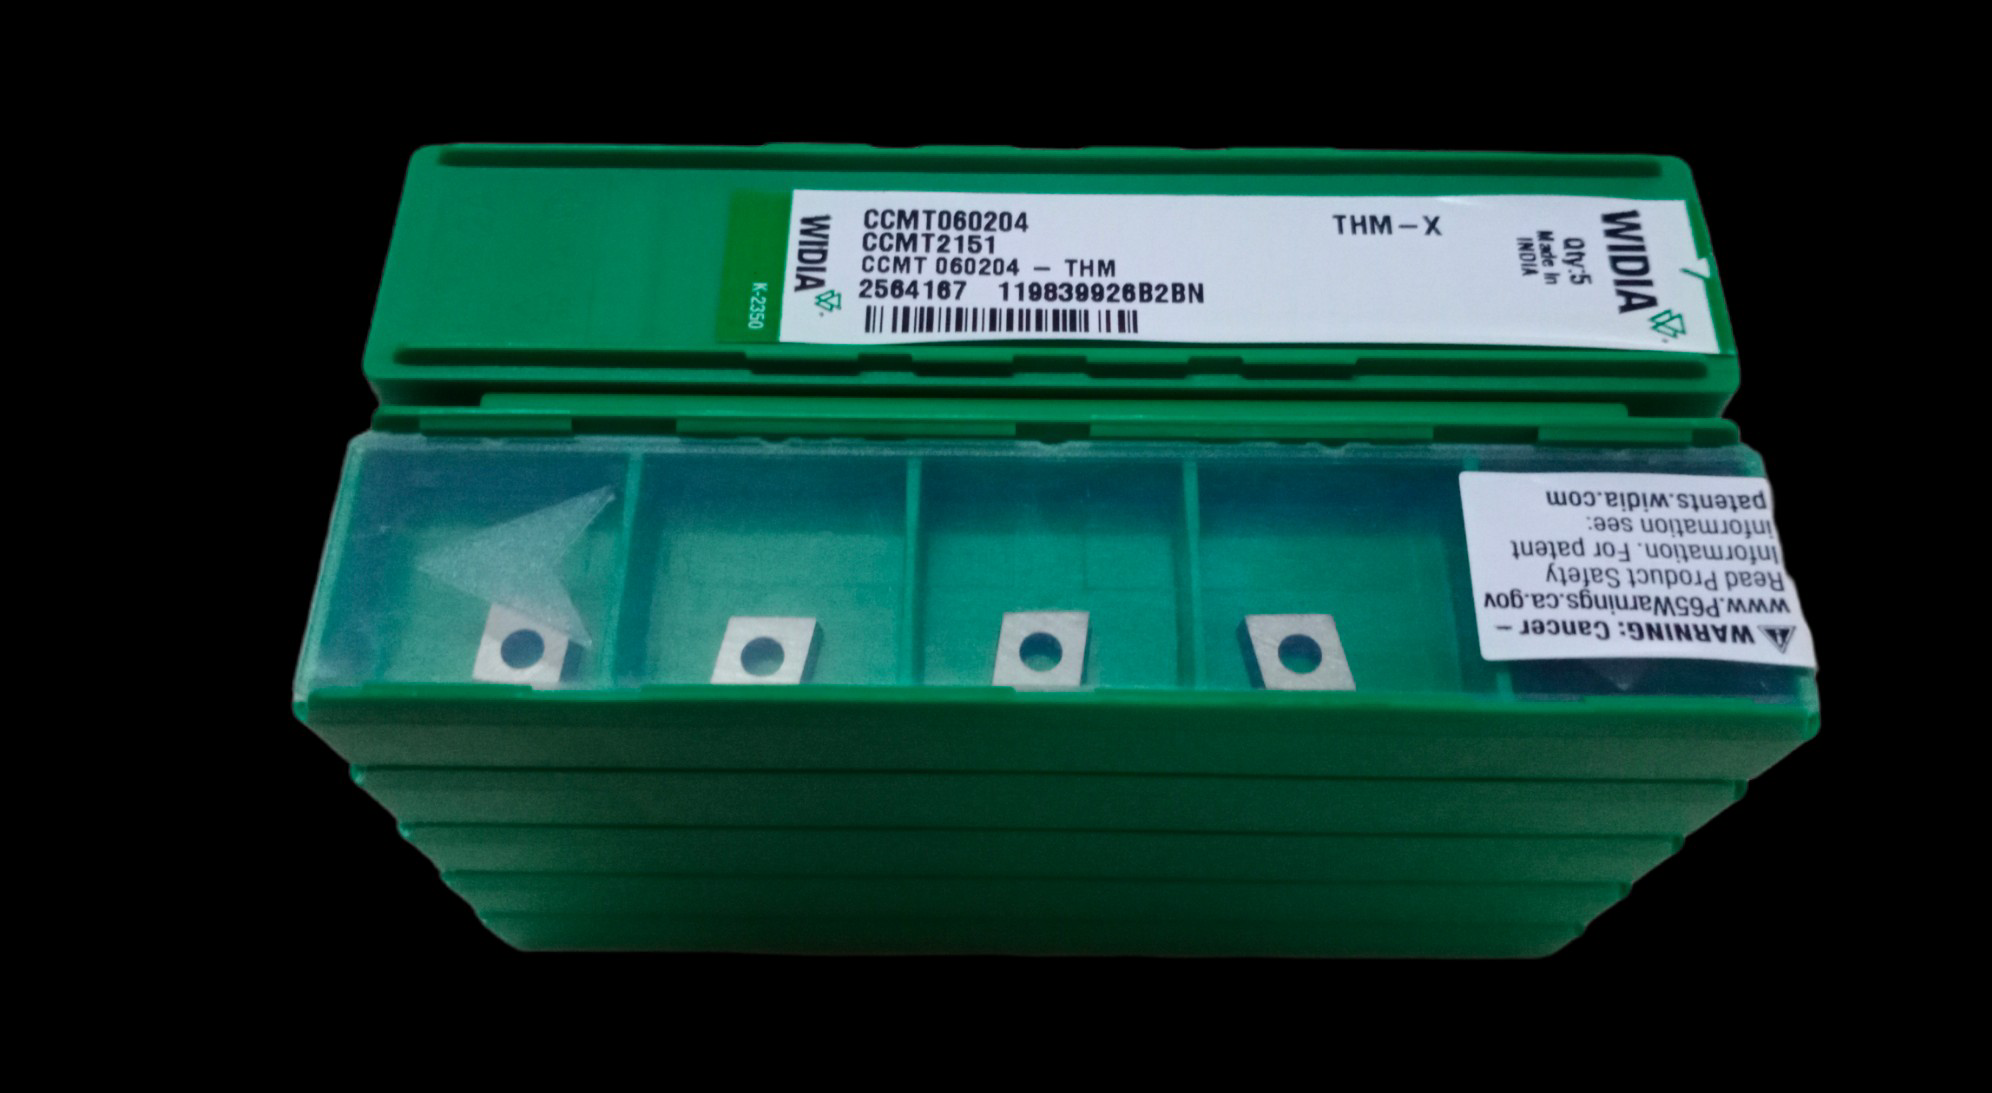 K-2350
WIDIA
CCMT060204
CCMT2151
CCMT 060204 – THM
2564167 119839926B2BN
THM–X
Qty:5
Made In
INDIA
WIDIA
WARNING: Cancer –
www.P65Warnings.ca.gov
Read Product Safety
Information. For patent
information see:
patents.widia.com